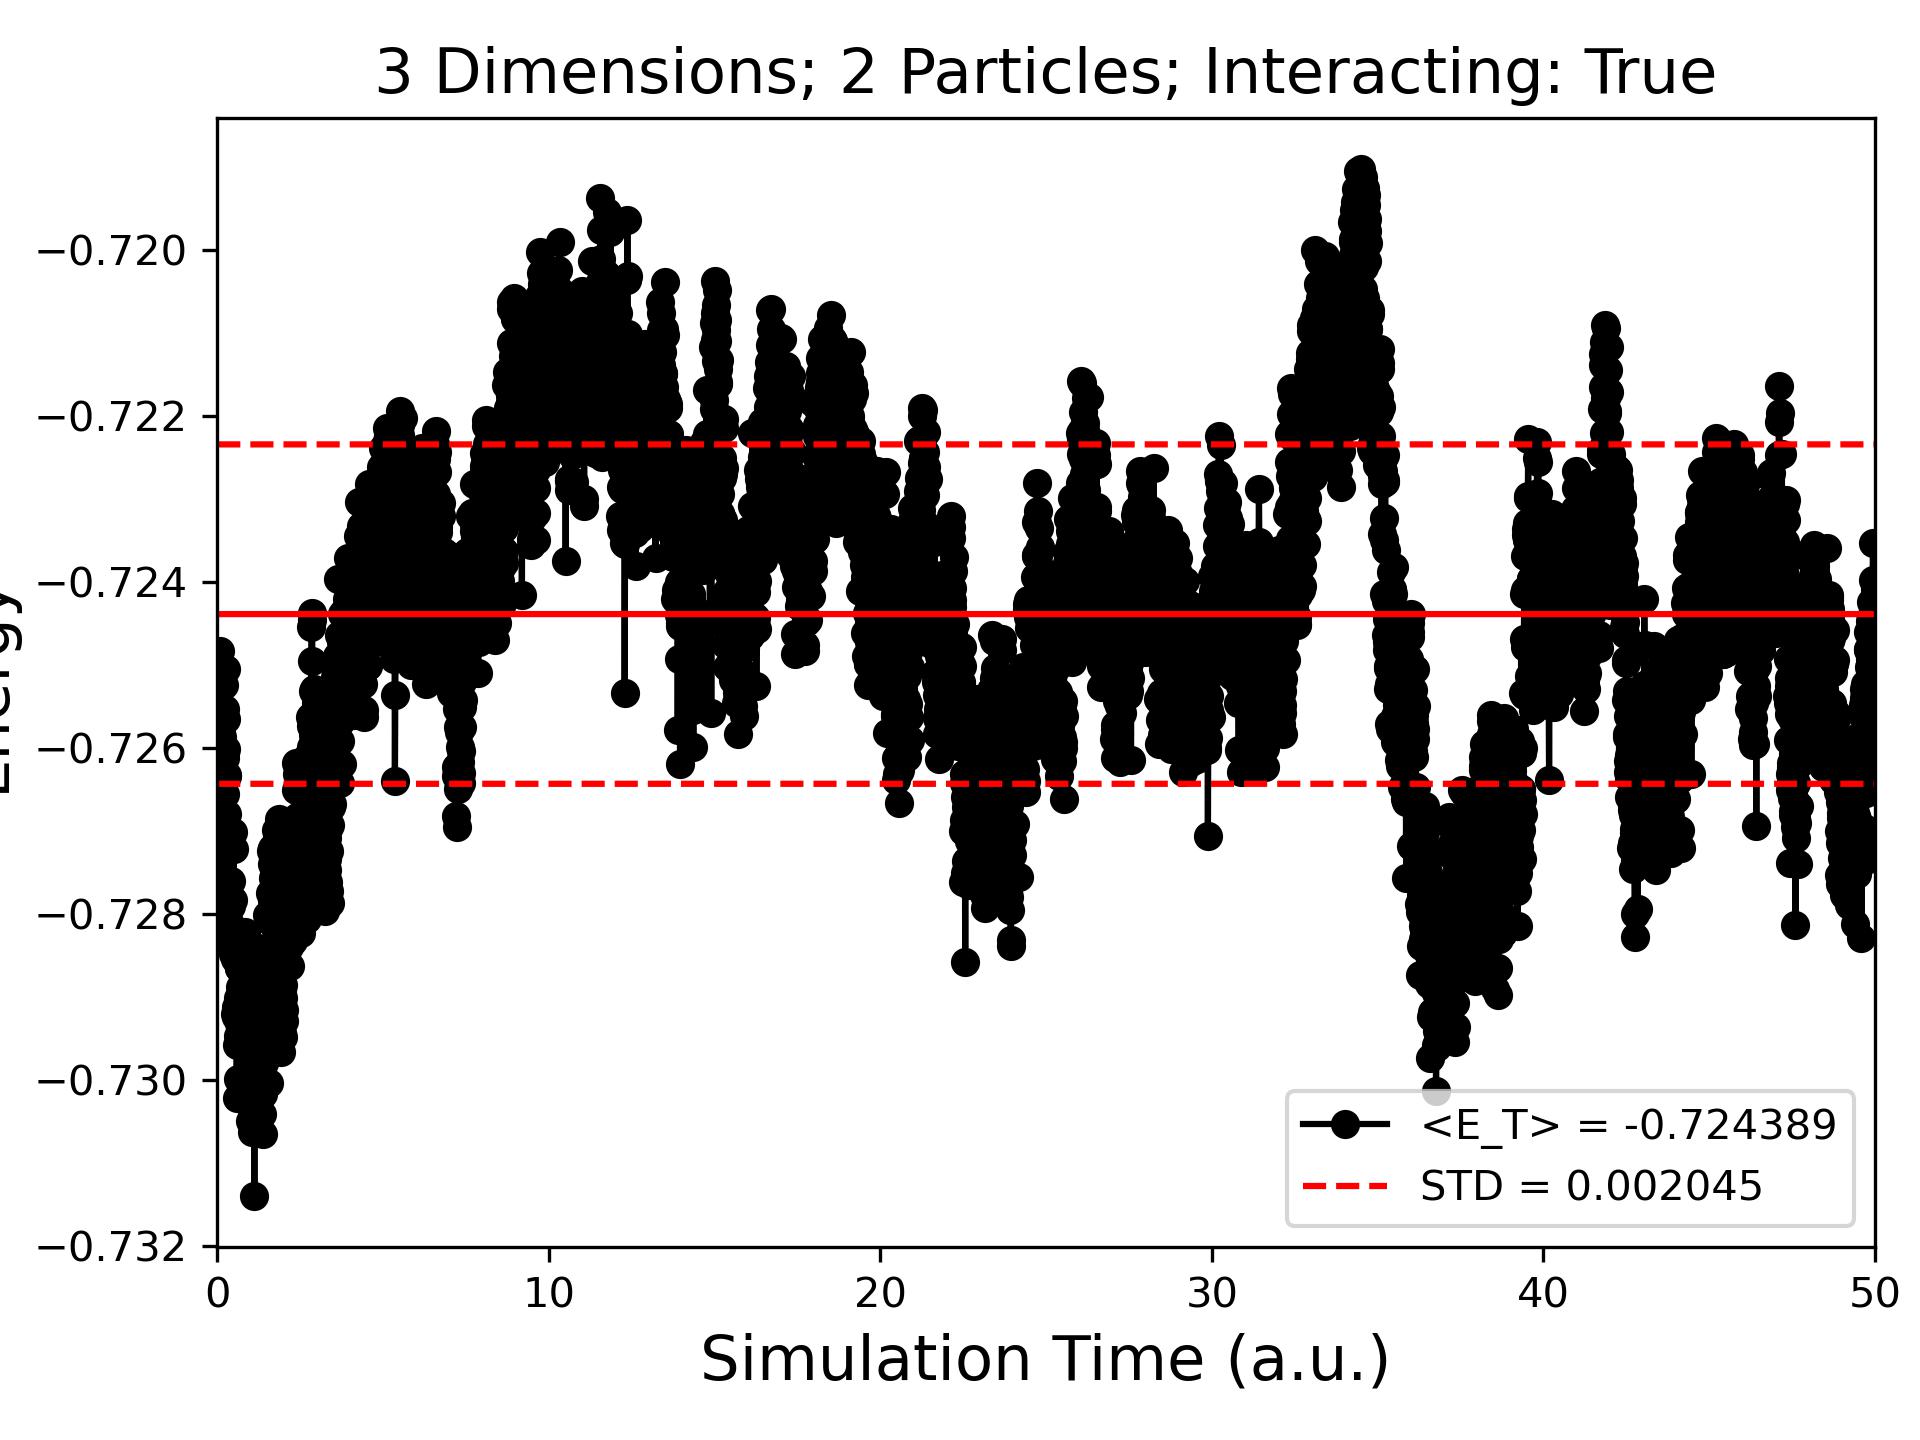 3 Dimensions; 2 Particles; Interacting: True
Energy
−0.720
−0.722
−0.724
−0.726
−0.728
−0.730
−0.732
<E_T> = -0.724389
STD = 0.002045
0 10 20 30 40 50
Simulation Time (a.u.)